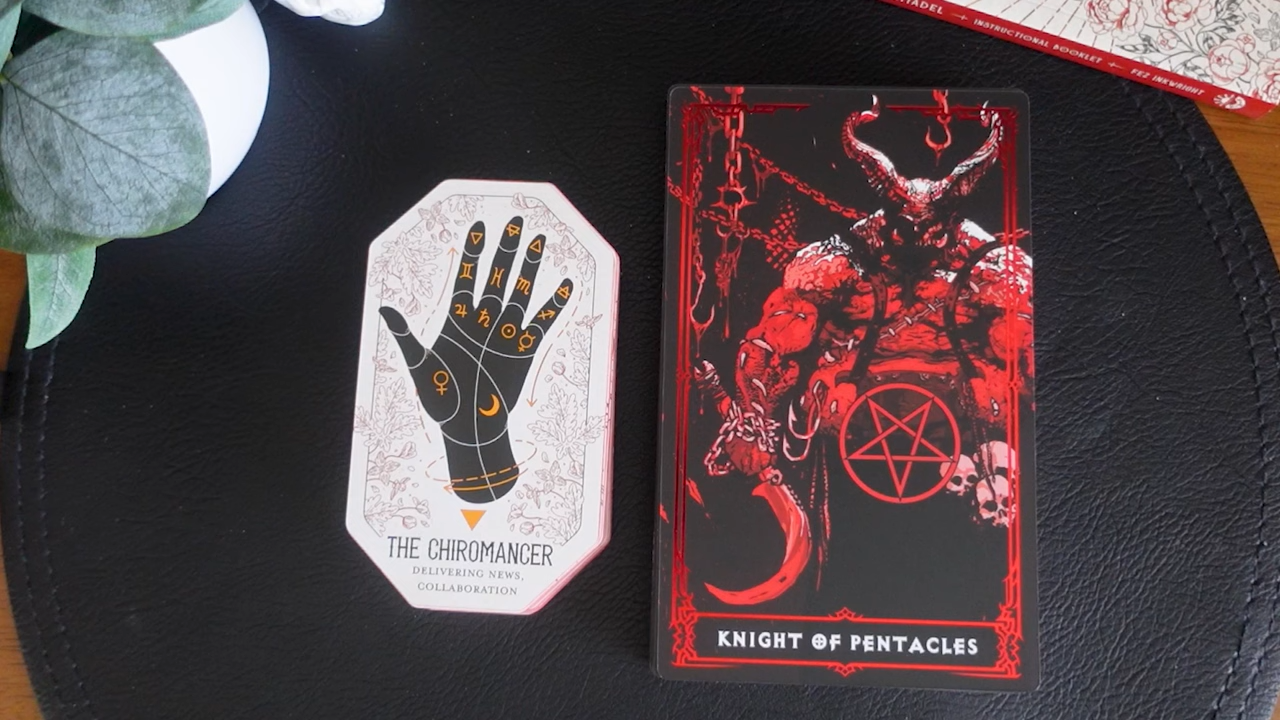 THE CHIROMANCER
DELIVERING NEWS,
COLLABORATION
KNIGHT OF PENTACLES
INSTRUCTIONAL BOOKLET
FEZ INKWRIGHT